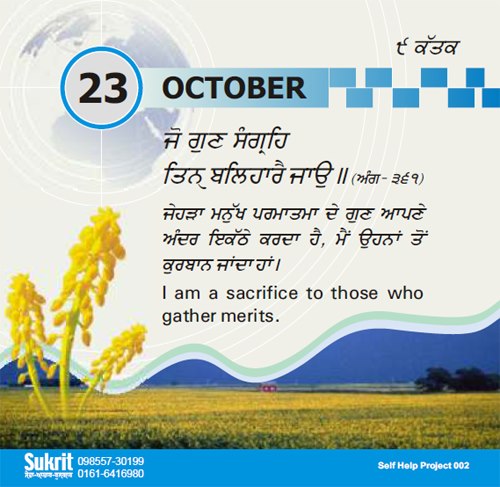 ੯ ਕੱਤਕ
23 OCTOBER
ਜੋ ਗੁਣ ਸੰਗ੍ਰਹਿ
ਤਿਨ੍ ਬਲਿਹਾਰੈ ਜਾਉ ॥ (ਅੰਗ- ੩੬੧)
ਜੇਹੜਾ ਮਨੁੱਖ ਪਰਮਾਤਮਾ ਦੇ ਗੁਣ ਆਪਣੇ
ਅੰਦਰ ਇਕੱਠੇ ਕਰਦਾ ਹੈ, ਮੈਂ ਉਹਨਾਂ ਤੋਂ
ਕੁਰਬਾਨ ਜਾਂਦਾ ਹਾਂ।
I am a sacrifice to those who
gather merits.
Sukrit 098557-30199
0161-6416980
Self Help Project 002